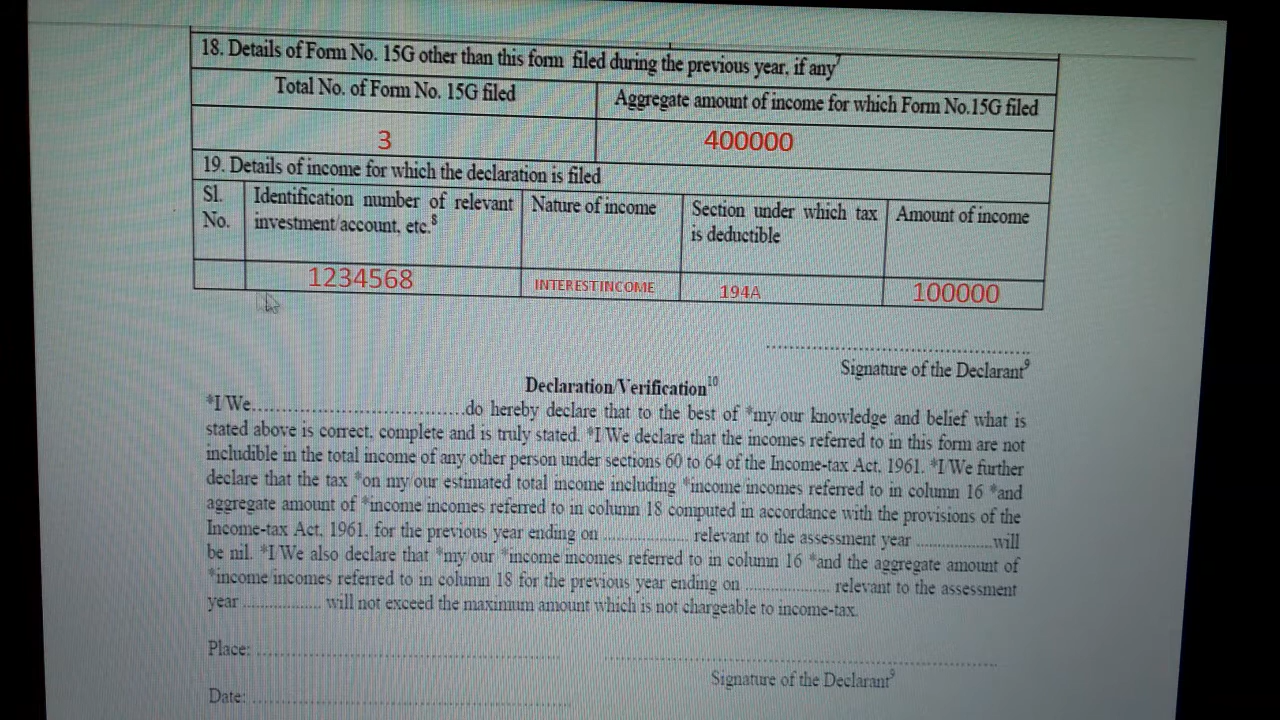 18. Details of Form No. 15G other than this form filed during the previous year, if any7
Total No. of Form No. 15G filed
Aggregate amount of income for which Form No.15G filed
3
400000
19. Details of income for which the declaration is filed
Sl. No.
Identification number of relevant investment/account, etc.8
Nature of income
Section under which tax is deductible
Amount of income
1234568
INTEREST INCOME
194A
100000
Signature of the Declarant9
Declaration/Verification10
*I/We....................................do hereby declare that to the best of *my/our knowledge and belief what is
stated above is correct, complete and is truly stated. *I/We declare that the incomes referred to in this form are not
includible in the total income of any other person under sections 60 to 64 of the Income-tax Act, 1961. *I/We further
declare that the tax *on my/our estimated total income including *income/incomes referred to in column 16 *and
aggregate amount of *income/incomes referred to in column 18 computed in accordance with the provisions of the
Income-tax Act, 1961, for the previous year ending on .................... relevant to the assessment year ..................will
be nil. *I/We also declare that *my/our *income/incomes referred to in column 16 *and the aggregate amount of
*income/incomes referred to in column 18 for the previous year ending on .................... relevant to the assessment
year .................. will not exceed the maximum amount which is not chargeable to income-tax.
Place: ..............................................................
Signature of the Declarant9
Date: ..............................................................